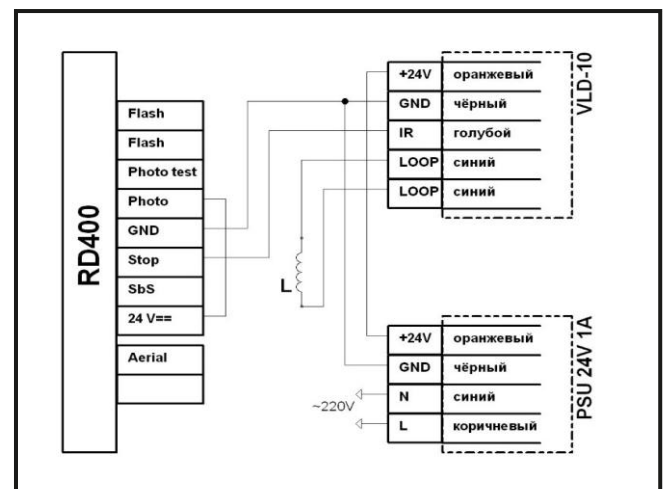 RD400
Flash
Flash
Photo test
Photo
GND
Stop
SbS
24 V==
Aerial
L
~220V
+24V оранжевый
GND чёрный
IR голубой
LOOP синий
LOOP синий
VLD-10
+24V оранжевый
GND чёрный
N синий
L коричневый
PSU 24V 1A